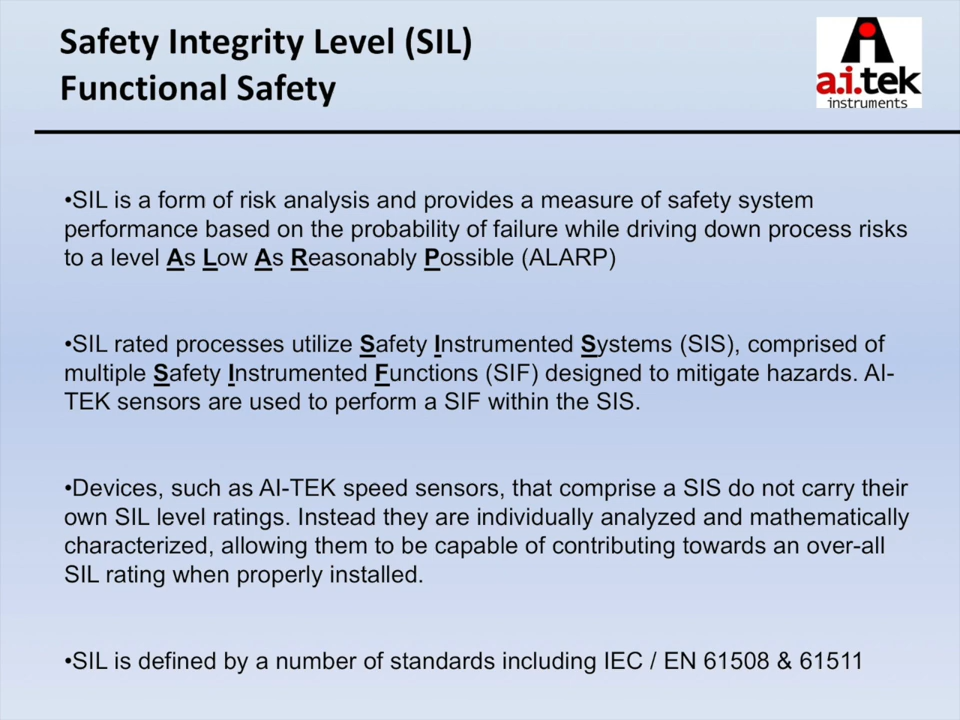 Safety Integrity Level (SIL)
Functional Safety
a.i.tek
instruments
•SIL is a form of risk analysis and provides a measure of safety system
performance based on the probability of failure while driving down process risks
to a level As Low As Reasonably Possible (ALARP)
•SIL rated processes utilize Safety Instrumented Systems (SIS), comprised of
multiple Safety Instrumented Functions (SIF) designed to mitigate hazards. AI-
TEK sensors are used to perform a SIF within the SIS.
•Devices, such as AI-TEK speed sensors, that comprise a SIS do not carry their
own SIL level ratings. Instead they are individually analyzed and mathematically
characterized, allowing them to be capable of contributing towards an over-all
SIL rating when properly installed.
•SIL is defined by a number of standards including IEC / EN 61508 & 61511